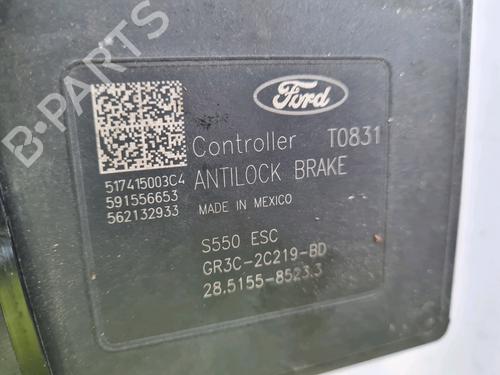 B-PARTS
Ford
Controller T0831
ANTILOCK BRAKE
MADE IN MEXICO
517415003C4
591556653
562132933
S550 ESC
GR3C-2C219-BD
28.5155-8523.3